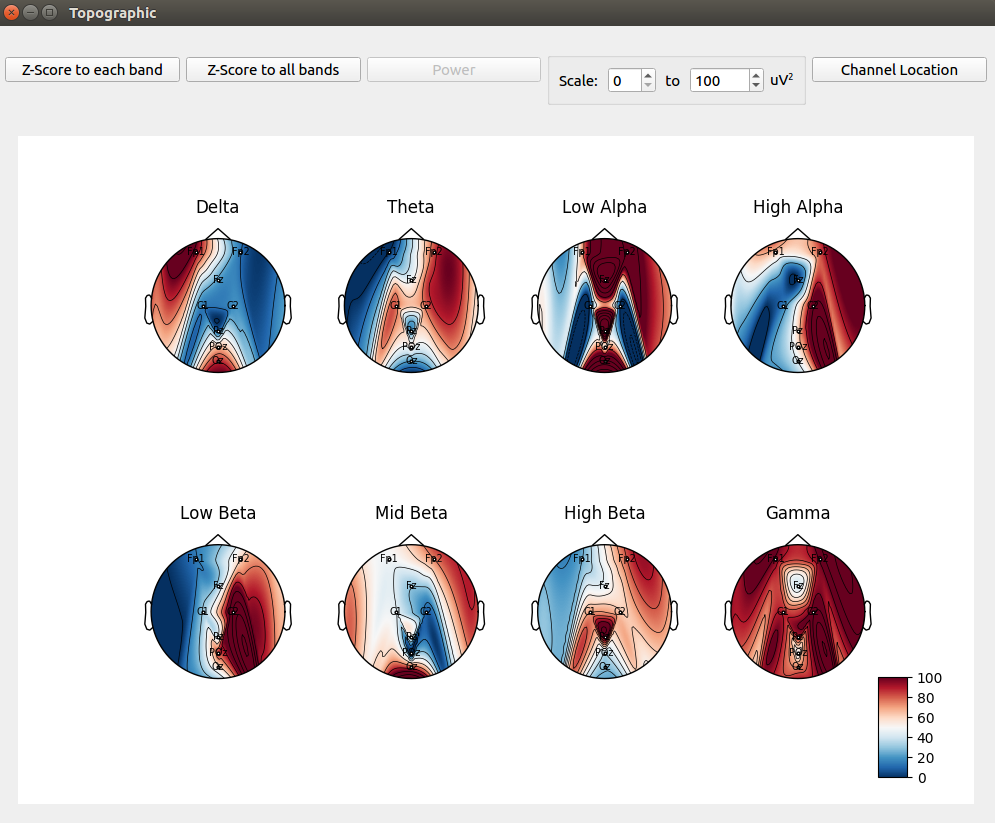 Topographic
Z-Score to each band Z-Score to all bands Power Scale: 0 to 100 uV² Channel Location
Delta Theta Low Alpha High Alpha
Fp1 Fp2 Fp1 Fp2 Fp1 Fp2 Fp1 Fp2
Fz Fz Fz Fz
C1 C2 C1 C2 C1 C2 C1 C2
Pz Pz Pz Pz
POz POz POz POz
Oz Oz Oz Oz
Low Beta Mid Beta High Beta Gamma
Fp1 Fp2 Fp1 Fp2 Fp1 Fp2 Fp1 Fp2
Fz Fz Fz Fz
C1 C2 C1 C2 C1 C2 C1 C2
Pz Pz Pz Pz
POz POz POz POz
Oz Oz Oz Oz
100
80
60
40
20
0